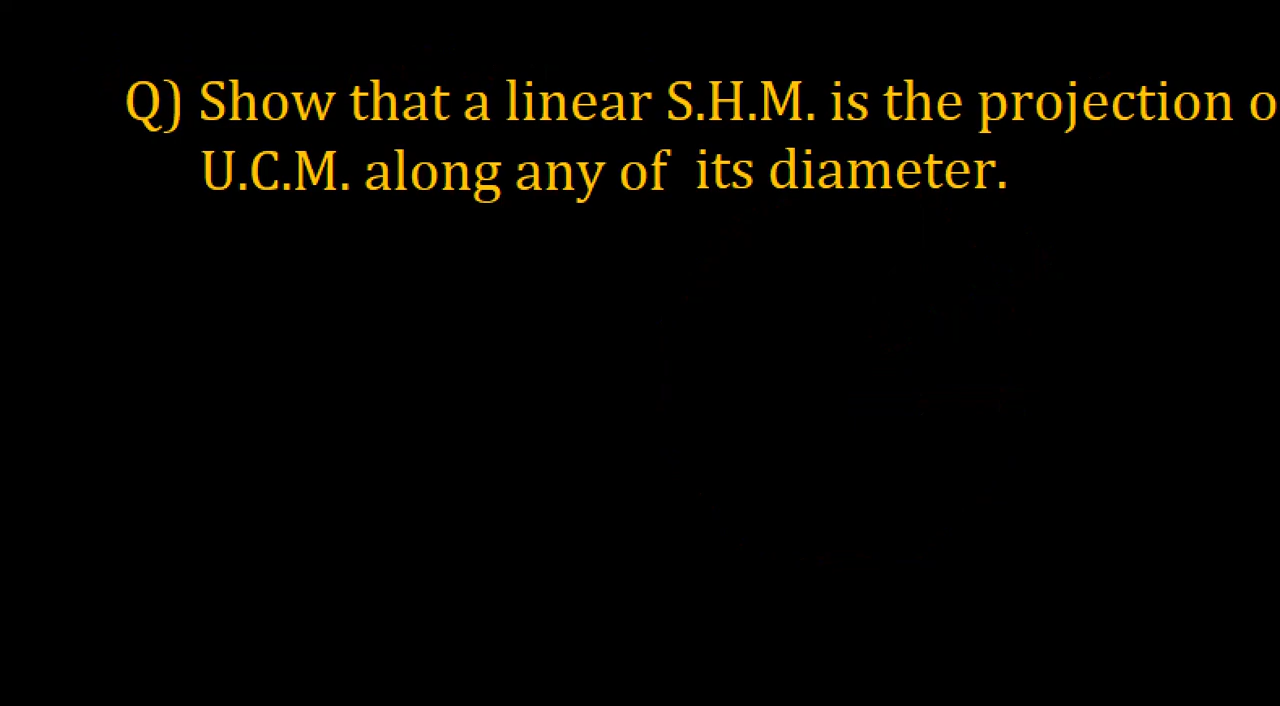 Q) Show that a linear S.H.M. is the projection o
U.C.M. along any of its diameter.